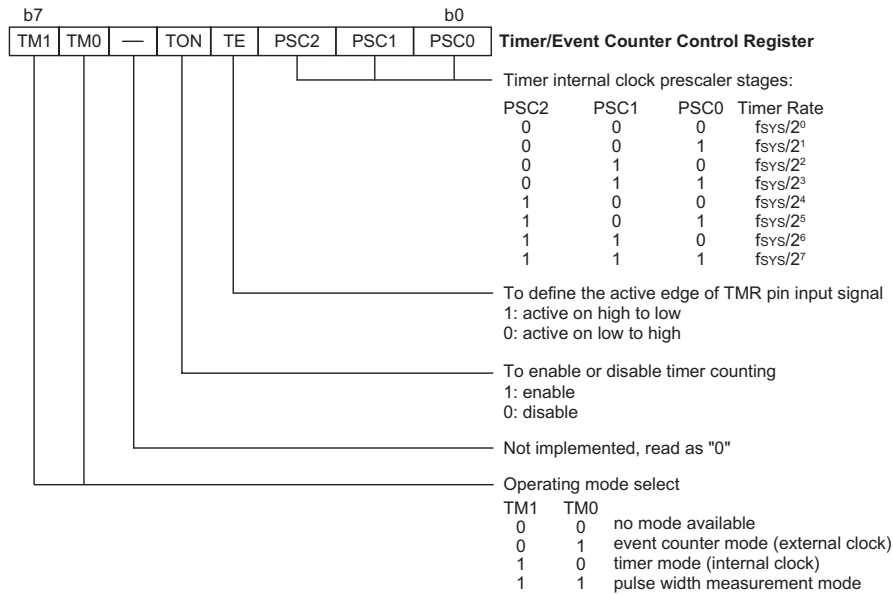 b7 b0
TM1 TM0 — TON TE PSC2 PSC1 PSC0 Timer/Event Counter Control Register
Timer internal clock prescaler stages:
PSC2 PSC1 PSC0 Timer Rate
0 0 0 fSYS/2⁰
0 0 1 fSYS/2¹
0 1 0 fSYS/2²
0 1 1 fSYS/2³
1 0 0 fSYS/2⁴
1 0 1 fSYS/2⁵
1 1 0 fSYS/2⁶
1 1 1 fSYS/2⁷
To define the active edge of TMR pin input signal
1: active on high to low
0: active on low to high
To enable or disable timer counting
1: enable
0: disable
Not implemented, read as "0"
Operating mode select
TM1 TM0
0 0 no mode available
0 1 event counter mode (external clock)
1 0 timer mode (internal clock)
1 1 pulse width measurement mode